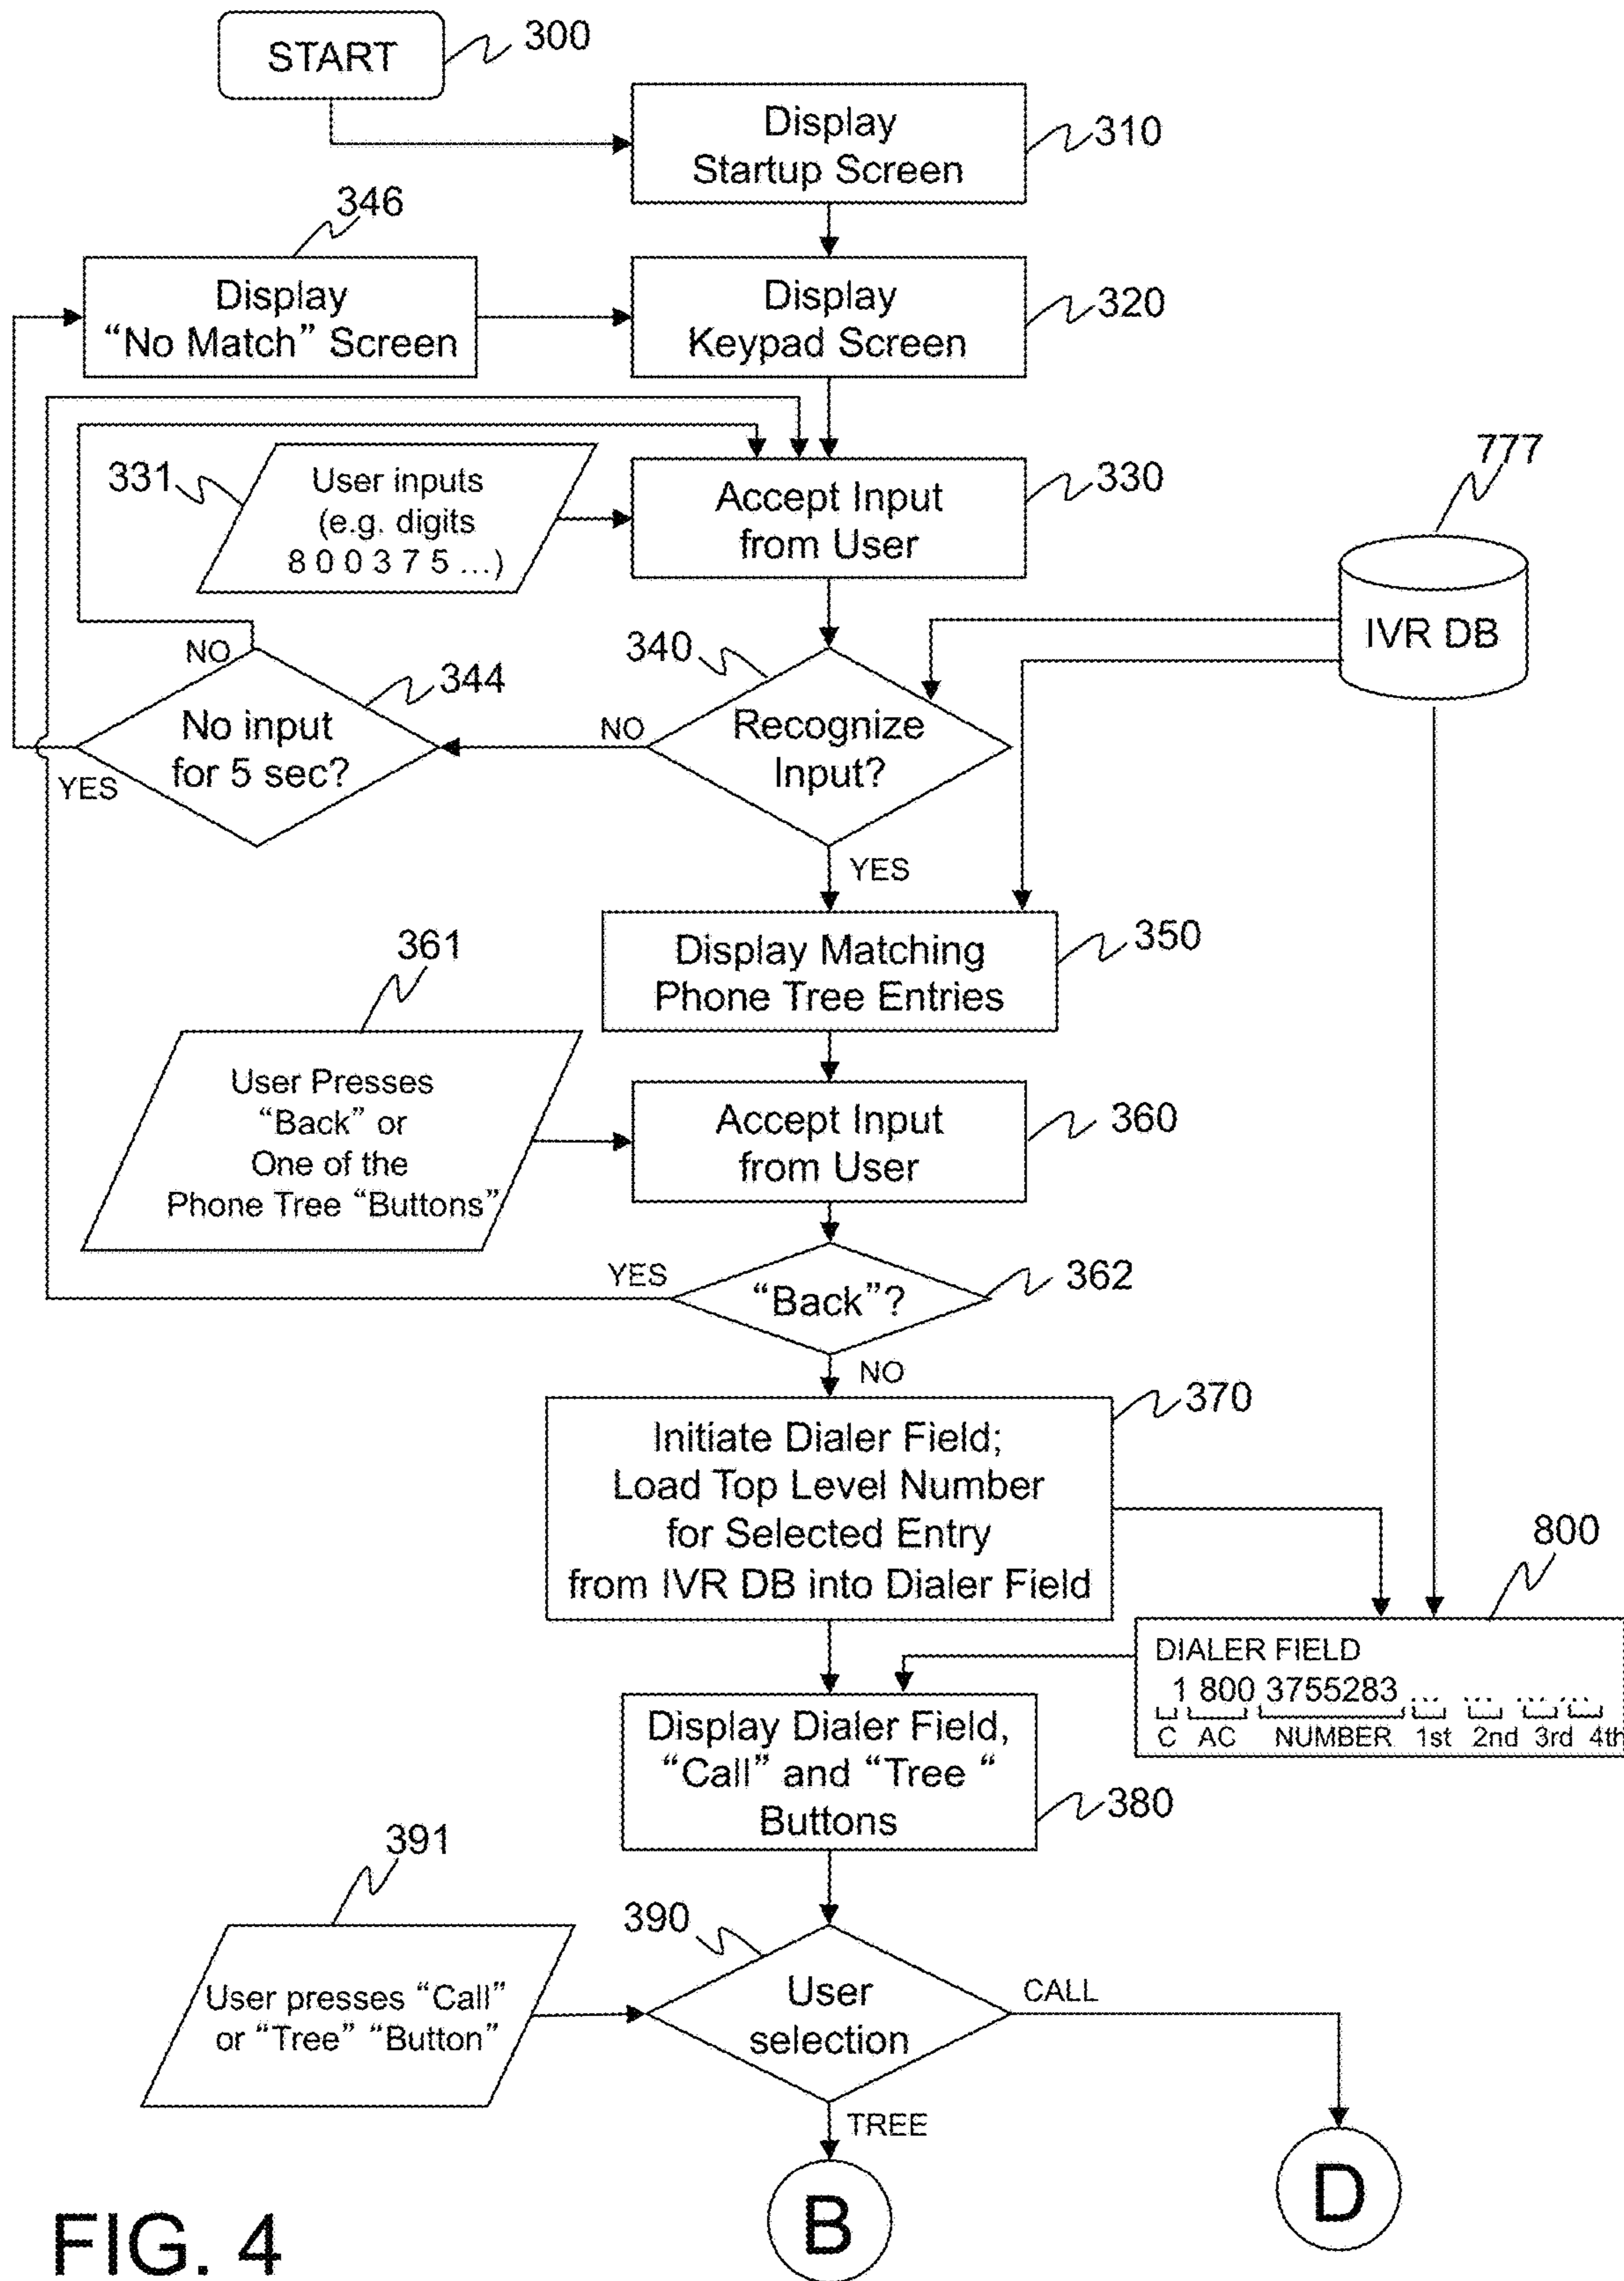 START
300
Display
Startup Screen
310
346
Display
“No Match” Screen
Display
Keypad Screen
320
331
User inputs
(e.g. digits
8 0 0 3 7 5 ...)
Accept Input
from User
330
777
IVR DB
NO
344
No input
for 5 sec?
YES
340
NO
Recognize
Input?
YES
Display Matching
Phone Tree Entries
350
361
User Presses
“Back” or
One of the
Phone Tree “Buttons”
Accept Input
from User
360
YES
“Back”?
362
NO
370
Initiate Dialer Field;
Load Top Level Number
for Selected Entry
from IVR DB into Dialer Field
800
DIALER FIELD
1 800 3755283 ... ... ... ...
C AC NUMBER 1st 2nd 3rd 4th
Display Dialer Field,
“Call” and “Tree “
Buttons
380
391
User presses “Call”
or “Tree” “Button”
390
User
selection
CALL
TREE
B
D
FIG. 4